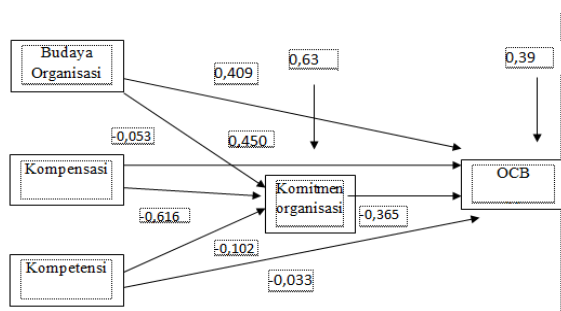 Budaya
Organisasi
0,409
0,63
0,39
-0,053
0,450
Kompensasi
OCB
Komitmen
organisasi
-0,365
-0,616
-0,102
Kompetensi
-0,033